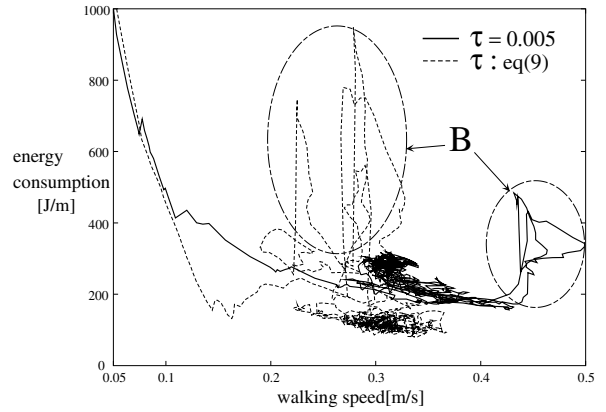 1000
τ = 0.005
τ : eq(9)
800
B
energy
600
consumption
[J/m]
400
200
0
0.05 0.1 0.2 0.3 0.4 0.5
walking speed[m/s]